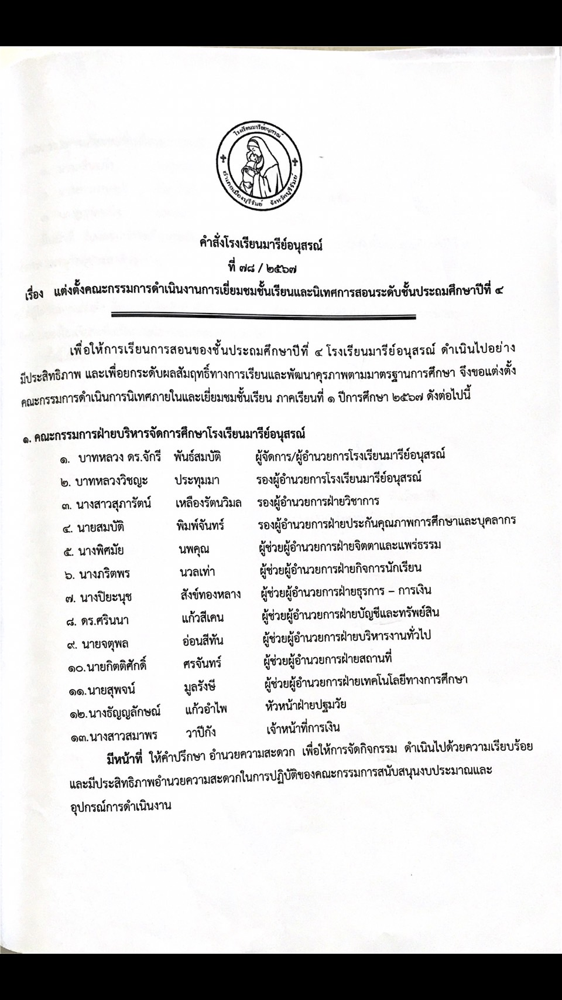 โรงเรียนมารีย์อนุสรณ์
อำเภอเมืองบุรีรัมย์ จังหวัดบุรีรัมย์
คำสั่งโรงเรียนมารีย์อนุสรณ์
ที่ ๗๘ / ๒๕๖๗
เรื่อง แต่งตั้งคณะกรรมการดำเนินงานการเยี่ยมชมชั้นเรียนและนิเทศการสอนระดับชั้นประถมศึกษาปีที่ ๔
เพื่อให้การเรียนการสอนของชั้นประถมศึกษาปีที่ ๔ โรงเรียนมารีย์อนุสรณ์ ดำเนินไปอย่าง
มีประสิทธิภาพ และเพื่อยกระดับผลสัมฤทธิ์ทางการเรียนและพัฒนาคุรภาพตามมาตรฐานการศึกษา จึงขอแต่งตั้ง
คณะกรรมการดำเนินการนิเทศภายในและเยี่ยมชมชั้นเรียน ภาคเรียนที่ ๑ ปีการศึกษา ๒๕๖๗ ดังต่อไปนี้
๑. คณะกรรมการฝ่ายบริหารจัดการศึกษาโรงเรียนมารีย์อนุสรณ์
๑. บาทหลวง ดร.จักรี พันธ์สมบัติ ผู้จัดการ/ผู้อำนวยการโรงเรียนมารีย์อนุสรณ์
๒. บาทหลวงวิชญะ ประทุมมา รองผู้อำนวยการโรงเรียนมารีย์อนุสรณ์
๓. นางสาวสุภารัตน์ เหลืองรัตนวิมล รองผู้อำนวยการฝ่ายวิชาการ
๔. นายสมบัติ พิมพ์จันทร์ รองผู้อำนวยการฝ่ายประกันคุณภาพการศึกษาและบุคลากร
๕. นางพิศมัย นพคุณ ผู้ช่วยผู้อำนวยการฝ่ายจิตตาและแพร่ธรรม
๖. นางภริตพร นวลเท่า ผู้ช่วยผู้อำนวยการฝ่ายกิจการนักเรียน
๗. นางปิยะนุช สังข์ทองหลาง ผู้ช่วยผู้อำนวยการฝ่ายธุรการ – การเงิน
๘. ดร.ศรินนา แก้วสีเคน ผู้ช่วยผู้อำนวยการฝ่ายบัญชีและทรัพย์สิน
๙. นายจตุพล อ่อนสีทัน ผู้ช่วยผู้อำนวยการฝ่ายบริหารงานทั่วไป
๑๐.นายกิตติศักดิ์ ศรจันทร์ ผู้ช่วยผู้อำนวยการฝ่ายสถานที่
๑๑.นายสุพจน์ มูลรังษี ผู้ช่วยผู้อำนวยการฝ่ายเทคโนโลยีทางการศึกษา
๑๒.นางธัญญลักษณ์ แก้วอำไพ หัวหน้าฝ่ายปฐมวัย
๑๓.นางสาวสมาพร วาปีกัง เจ้าหน้าที่การเงิน
มีหน้าที่ ให้คำปรึกษา อำนวยความสะดวก เพื่อให้การจัดกิจกรรม ดำเนินไปด้วยความเรียบร้อย
และมีประสิทธิภาพอำนวยความสะดวกในการปฏิบัติของคณะกรรมการสนับสนุนงบประมาณและ
อุปกรณ์การดำเนินงาน